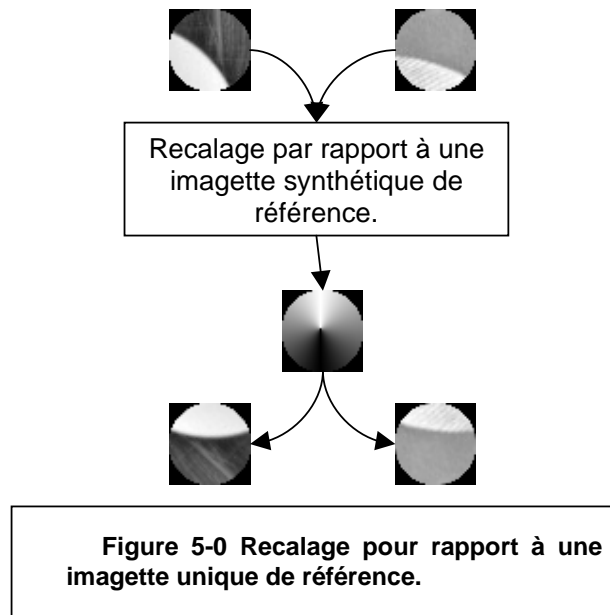 Recalage par rapport à une
imagette synthétique de
référence.
Figure 5-0 Recalage pour rapport à une
imagette unique de référence.